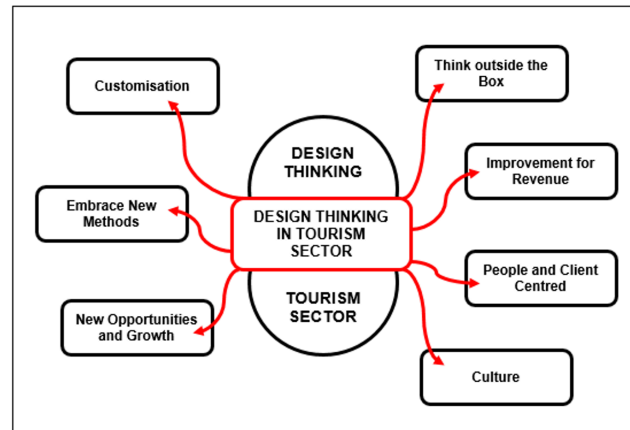 Customisation
Think outside the
Box
DESIGN
THINKING
Embrace New
Methods
Improvement for
Revenue
DESIGN THINKING
IN TOURISM
SECTOR
New Opportunities
and Growth
People and Client
Centred
TOURISM
SECTOR
Culture